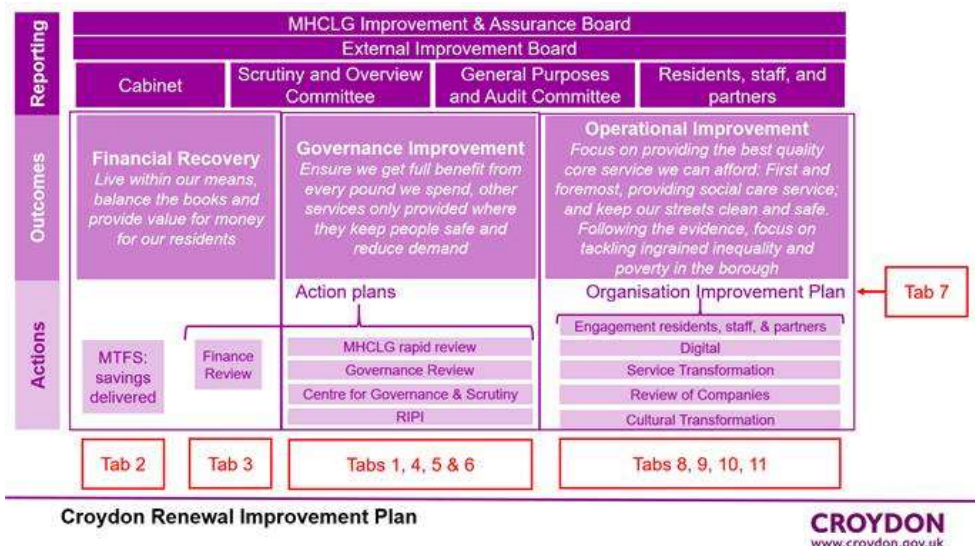 Reporting
MHCLG Improvement & Assurance Board
External Improvement Board
Cabinet
Scrutiny and Overview
Committee
General Purposes
and Audit Committee
Residents, staff, and
partners
Outcomes
Financial Recovery
Live within our means,
balance the books and
provide value for money
for our residents
Governance Improvement
Ensure we get full benefit from
every pound we spend, other
services only provided where
they keep people safe and
reduce demand
Operational Improvement
Focus on providing the best quality
core service we can afford: First and
foremost, providing social care service;
and keep our streets clean and safe.
Following the evidence, focus on
tackling ingrained inequality and
poverty in the borough
Actions
Action plans
Organisation Improvement Plan
Tab 7
MTFS:
savings
delivered
Finance
Review
MHCLG rapid review
Governance Review
Centre for Governance & Scrutiny
RIPI
Engagement residents, staff, & partners
Digital
Service Transformation
Review of Companies
Cultural Transformation
Tab 2
Tab 3
Tabs 1, 4, 5 & 6
Tabs 8, 9, 10, 11
Croydon Renewal Improvement Plan
CROYDON
www.croydon.gov.uk